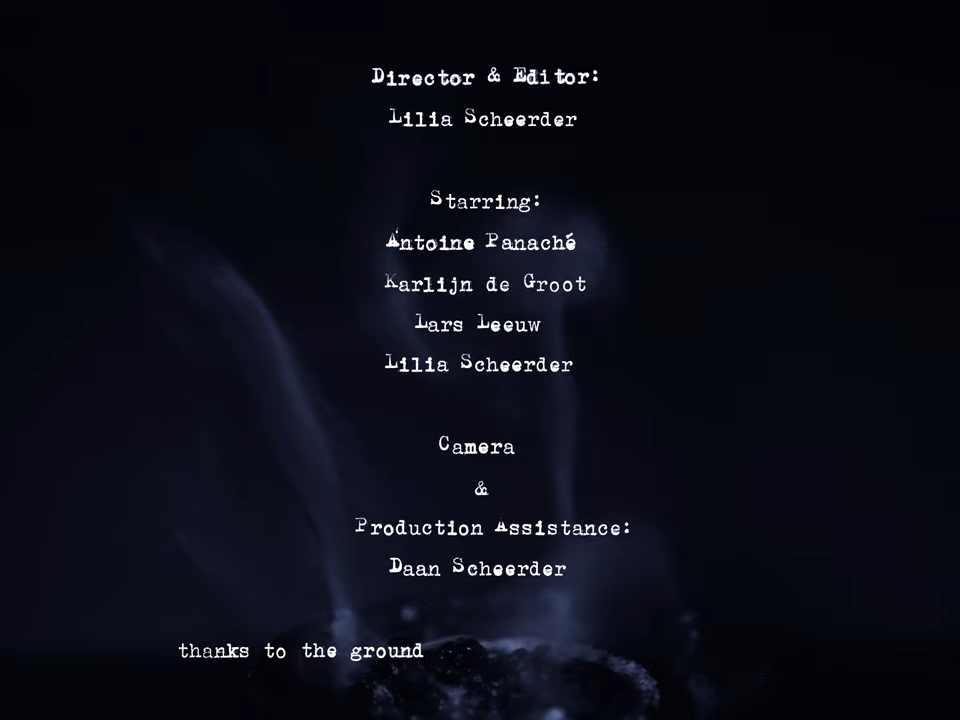 Director & Editor:
Lilia Scheerder
Starring:
Antoine Panaché
Karlijn de Groot
Lars Leeuw
Lilia Scheerder
Camera
&
Production Assistance:
Daan Scheerder
thanks to the ground